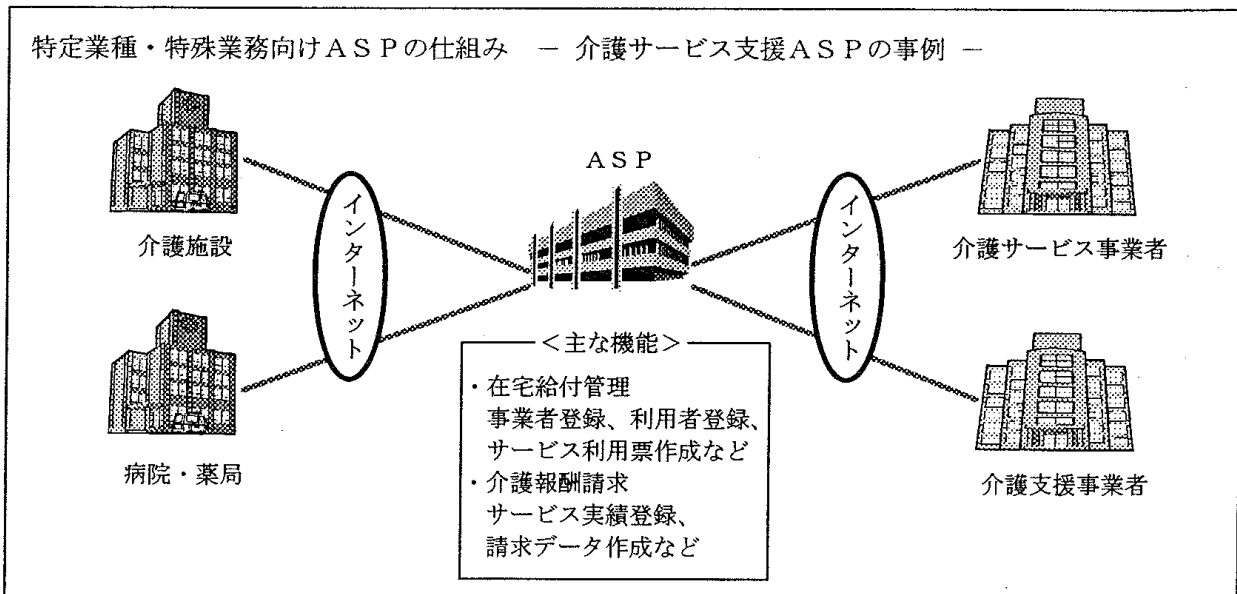 特定業種・特殊業務向けASPの仕組み － 介護サービス支援ASPの事例 －
ASP
インターネット
インターネット
介護施設
介護サービス事業者
＜主な機能＞
・在宅給付管理
事業者登録、利用者登録、
サービス利用票作成など
・介護報酬請求
サービス実績登録、
請求データ作成など
病院・薬局
介護支援事業者